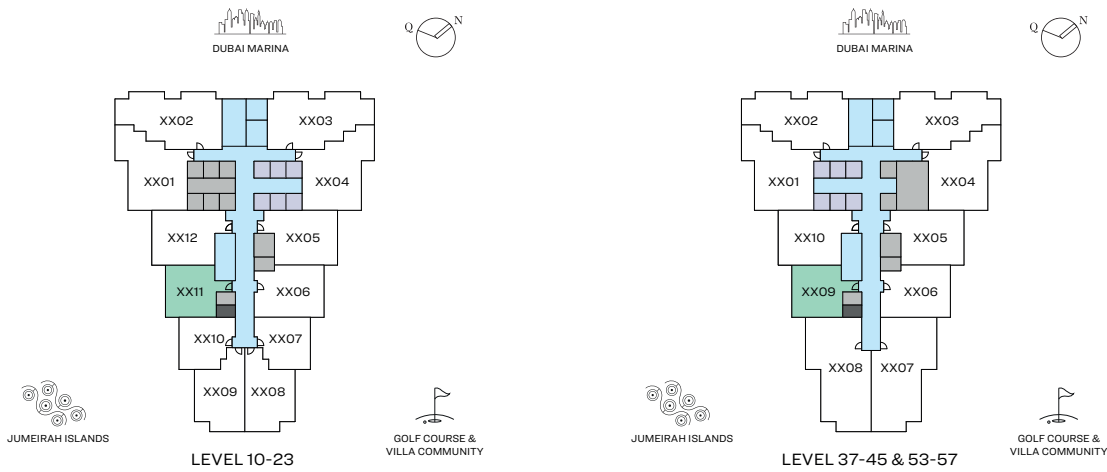 DUBAI MARINA
Q N
XX02
XX03
XX01
XX04
XX12
XX05
XX11
XX06
XX10
XX07
XX09
XX08
JUMEIRAH ISLANDS
GOLF COURSE &
VILLA COMMUNITY
LEVEL 10-23
DUBAI MARINA
Q N
XX02
XX03
XX01
XX04
XX10
XX05
XX09
XX06
XX08
XX07
JUMEIRAH ISLANDS
GOLF COURSE &
VILLA COMMUNITY
LEVEL 37-45 & 53-57